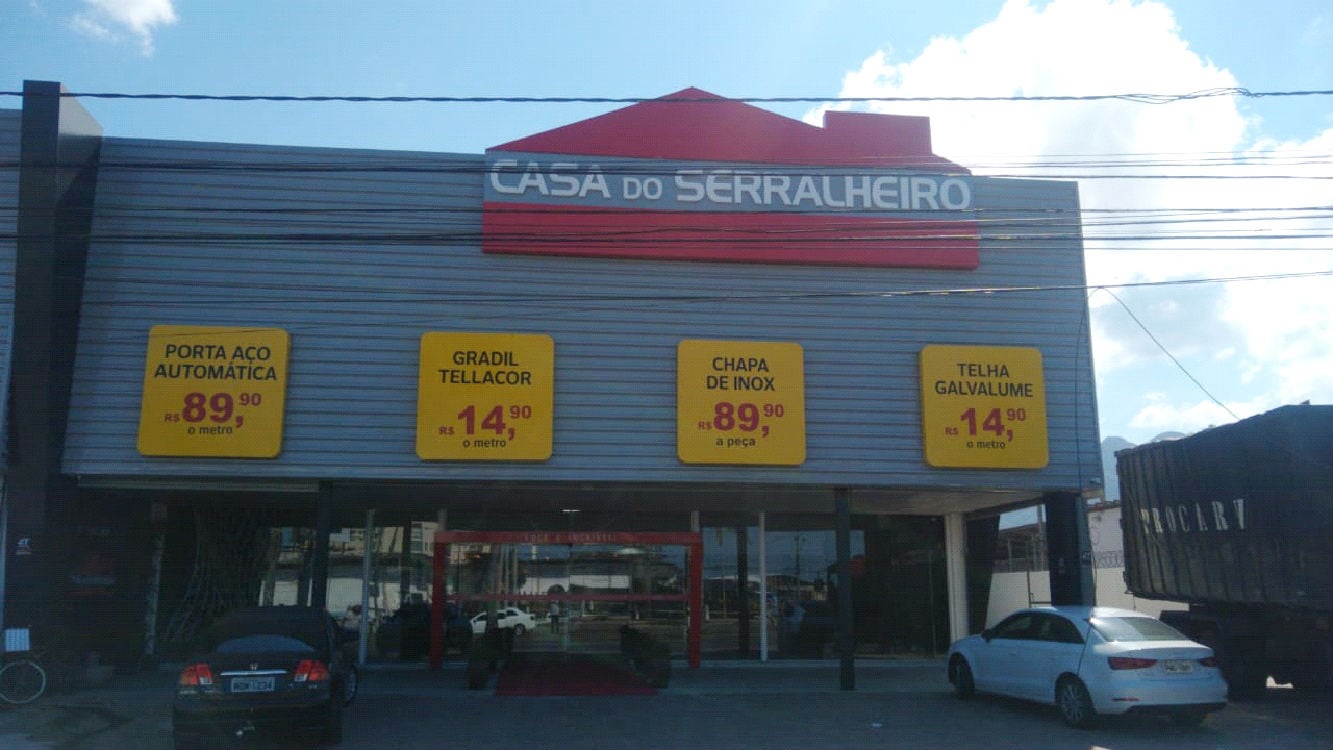 CASA DO SERRALHEIRO
PORTA AÇO
AUTOMÁTICA
R$ 89,90
o metro
GRADIL
TELLACOR
R$ 14,90
o metro
CHAPA
DE INOX
R$ 89,90
a peça
TELHA
GALVALUME
R$ 14,90
o metro